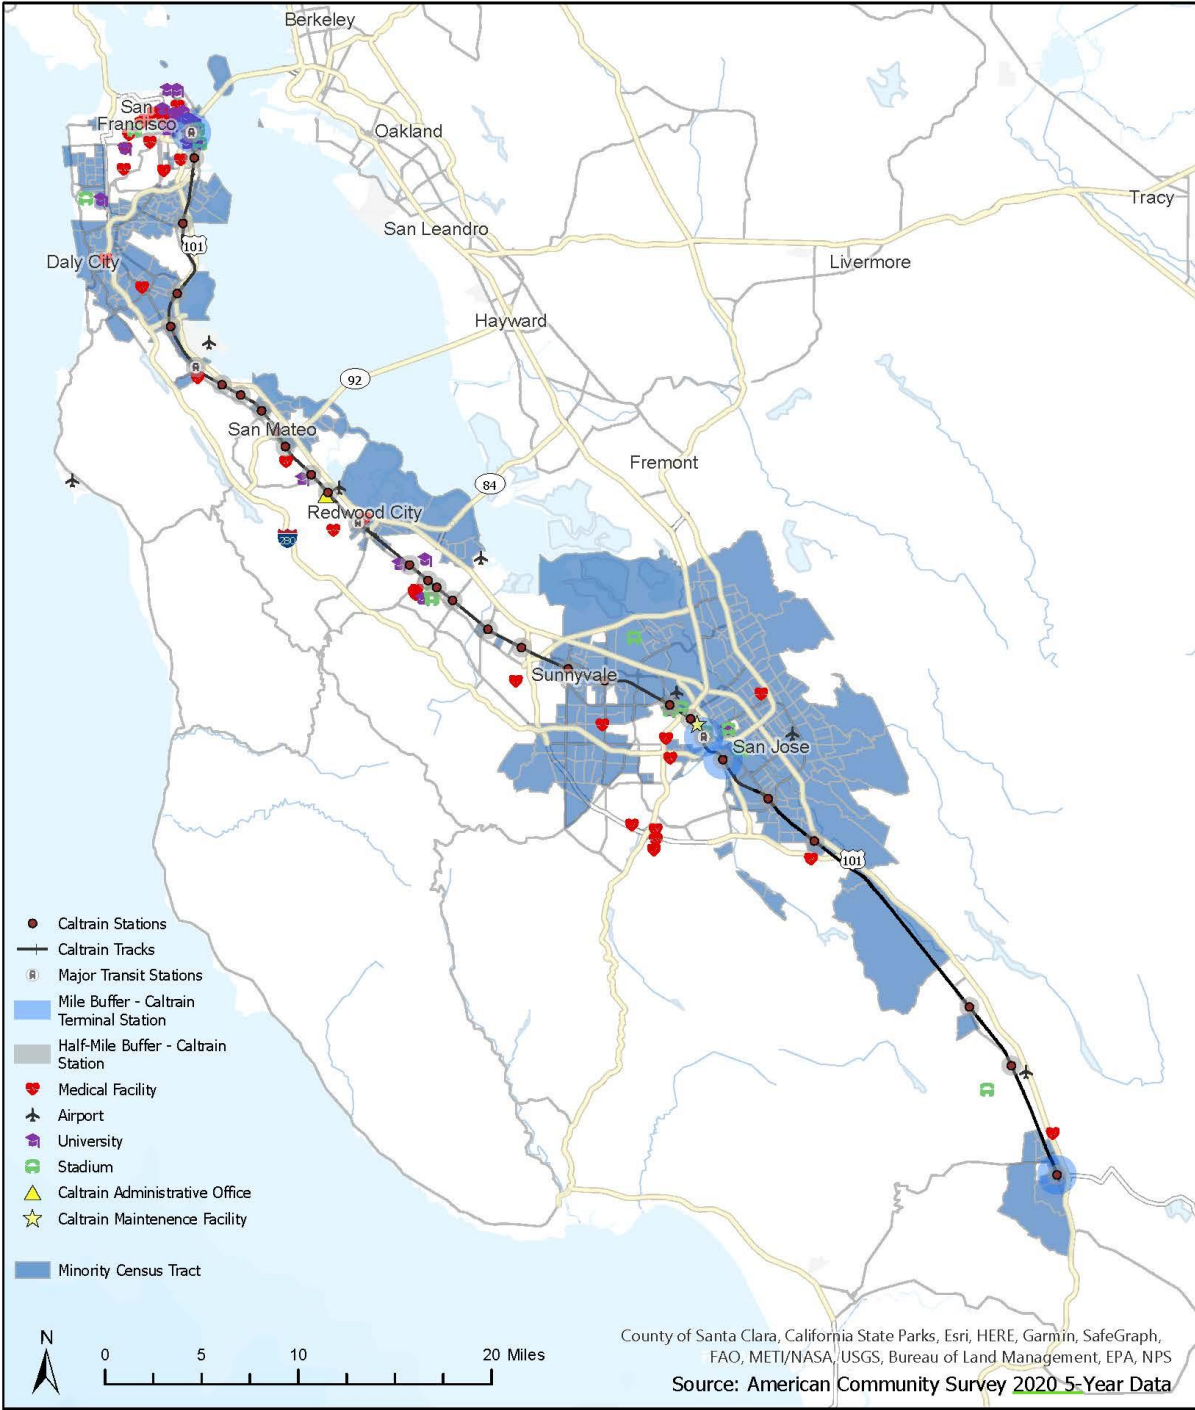 Berkeley
San
Francisco
Oakland
Tracy
San Leandro
101
Daly City
Livermore
Hayward
92
San Mateo
Fremont
84
Redwood City
280
Sunnyvale
San Jose
101
Caltrain Stations
Caltrain Tracks
Major Transit Stations
Mile Buffer - Caltrain
Terminal Station
Half-Mile Buffer - Caltrain
Station
Medical Facility
Airport
University
Stadium
Caltrain Administrative Office
Caltrain Maintenence Facility
Minority Census Tract
N
0 5 10 20 Miles
County of Santa Clara, California State Parks, Esri, HERE, Garmin, SafeGraph,
FAO, METI/NASA, USGS, Bureau of Land Management, EPA, NPS
Source: American Community Survey 2020 5-Year Data